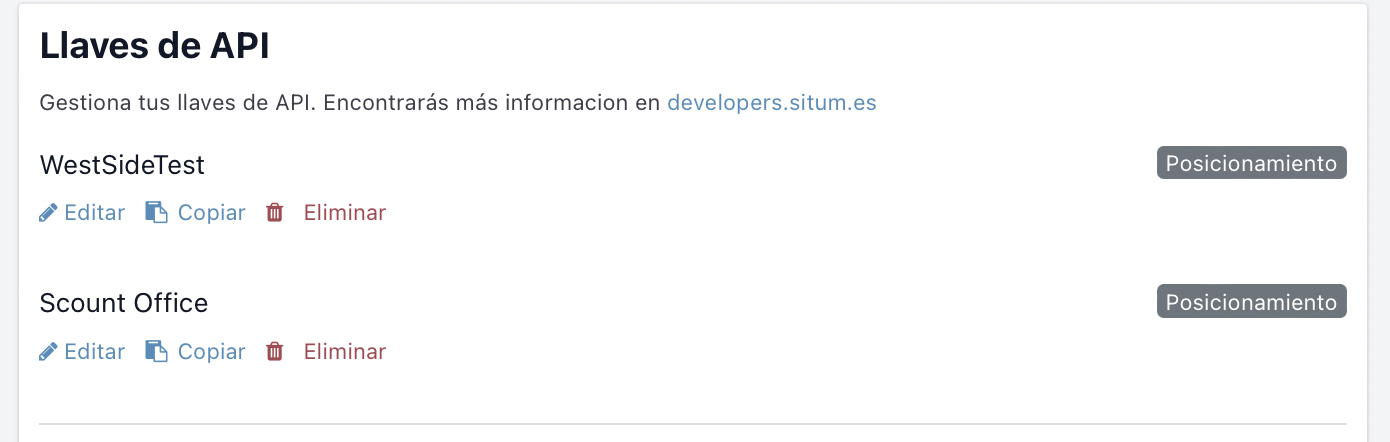 Llaves de API
Gestiona tus llaves de API. Encontrarás más informacion en developers.situm.es
WestSideTest
Posicionamiento
Editar Copiar Eliminar
Scount Office
Posicionamiento
Editar Copiar Eliminar